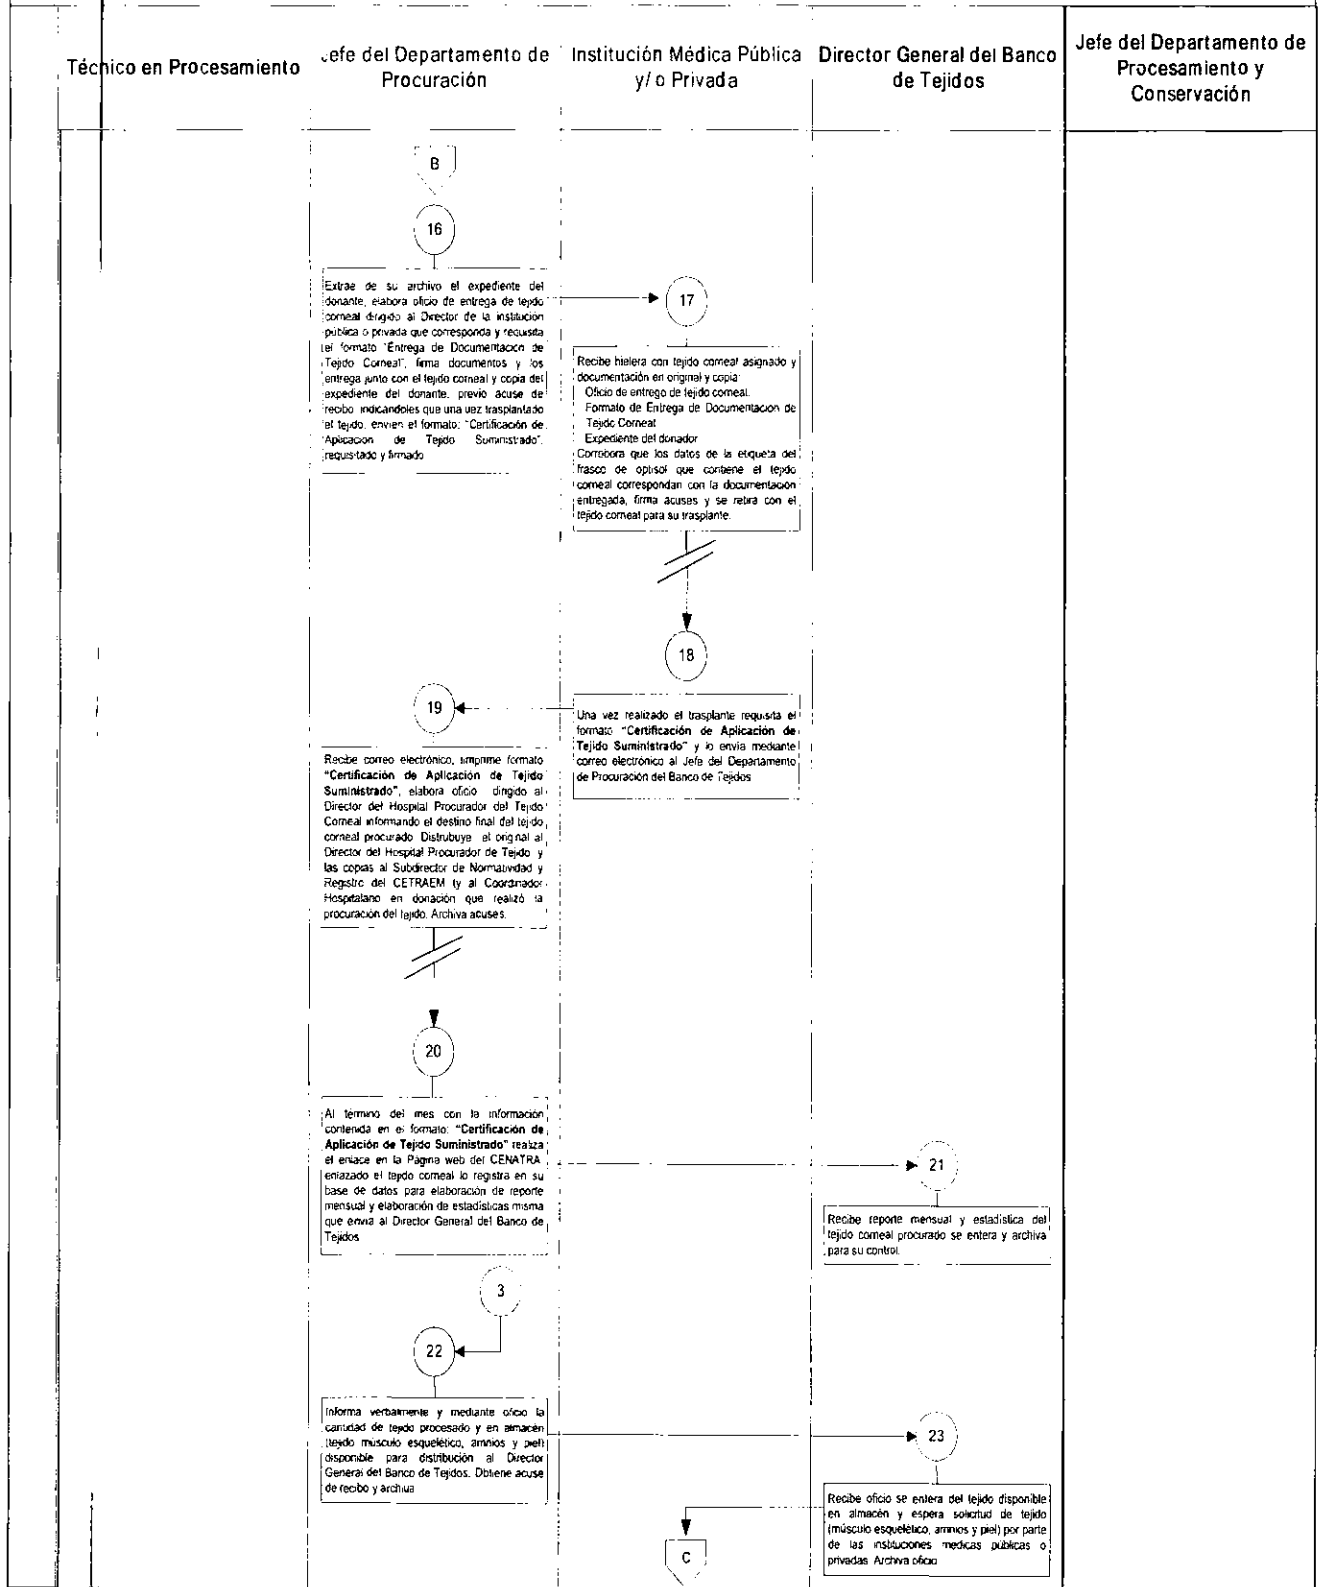 Técnico en Procesamiento
Jefe del Departamento de
Procuración
Institución Médica Pública
y/ o Privada
Director General del Banco
de Tejidos
Jefe del Departamento de
Procesamiento y
Conservación
B
16
Extrae de su archivo el expediente del
donante, elabora oficio de entrega de tejido
corneal dirigido al Director de la institución
pública o privada que corresponda y requisita
el formato "Entrega de Documentación de
Tejido Corneal", firma documentos y los
entrega junto con el tejido corneal y copia del
expediente del donante, previo acuse de
recibo indicándoles que una vez trasplantado
el tejido, envíen el formato: "Certificación de
Aplicación de Tejido Suministrado",
requisitado y firmado
17
Recibe hielera con tejido corneal asignado y
documentación en original y copia:
Oficio de entrego de tejido corneal.
Formato de Entrega de Documentación de
Tejido Corneal
Expediente del donador
Corrobora que los datos de la etiqueta del
frasco de optisol que contiene el tejido
corneal correspondan con la documentación
entregada, firma acuses y se retira con el
tejido corneal para su trasplante.
18
Una vez realizado el trasplante requisita el
formato "Certificación de Aplicación de
Tejido Suministrado" y lo envía mediante
correo electrónico al Jefe del Departamento
de Procuración del Banco de Tejidos
19
Recibe correo electrónico, imprime formato
"Certificación de Aplicación de Tejido
Suministrado", elabora oficio dirigido al
Director del Hospital Procurador del Tejido
Corneal informando el destino final del tejido
corneal procurado Distrubuye el original al
Director del Hospital Procurador de Tejido y
las copias al Subdirector de Normatividad y
Registro del CETRAEM (y al Coordinador
Hospitalario en donación que realizó la
procuración del tejido. Archiva acuses.
20
Al término del mes con la información
contenida en el formato: "Certificación de
Aplicación de Tejido Suministrado" realiza
el enlace en la Página web del CENATRA
enlazado el tejido corneal lo registra en su
base de datos para elaboración de reporte
mensual y elaboración de estadísticas misma
que envía al Director General del Banco de
Tejidos
21
Recibe reporte mensual y estadística del
tejido corneal procurado se entera y archiva
para su control.
3
22
Informa verbalmente y mediante oficio la
cantidad de tejido procesado y en almacén
(tejido músculo esquelético, amnios y piel)
disponible para distribución al Director
General del Banco de Tejidos. Obtiene acuse
de recibo y archiva
23
Recibe oficio se entera del tejido disponible
en almacén y espera solicitud de tejido
(músculo esquelético, amnios y piel) por parte
de las instituciones medicas públicas o
privadas Archiva oficio
C